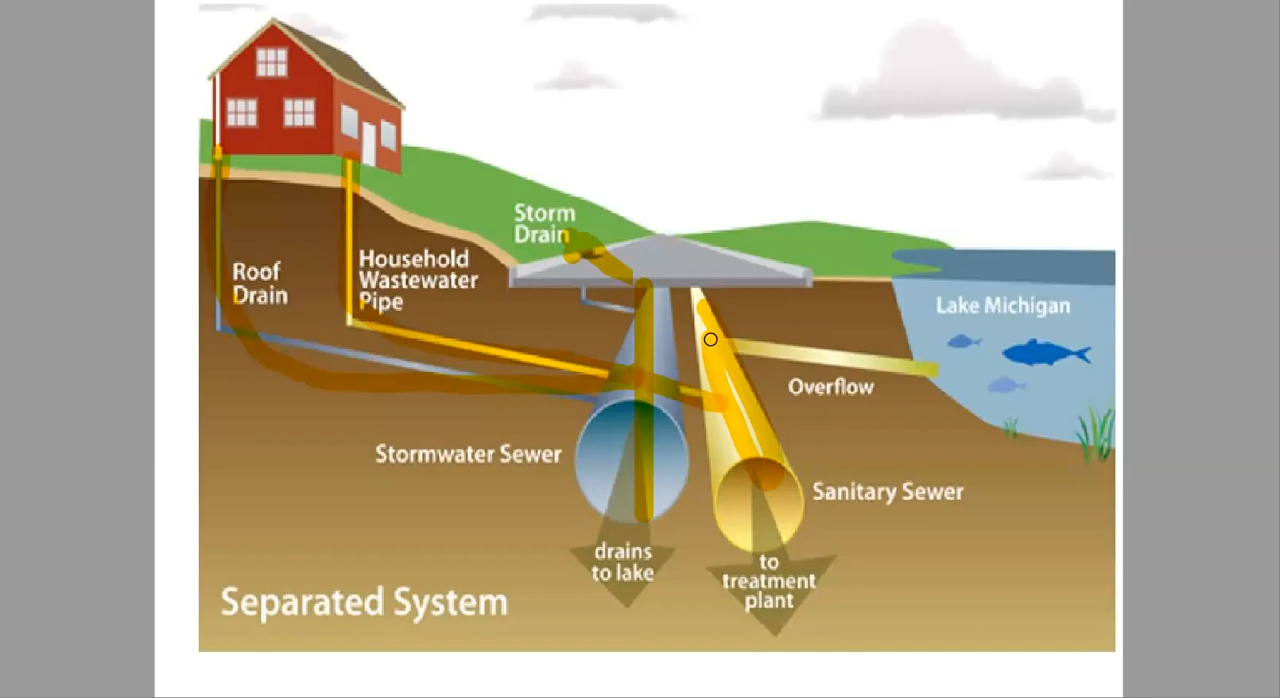 Storm
Drain
Roof
Drain
Household
Wastewater
Pipe
Lake Michigan
Overflow
Stormwater Sewer
Sanitary Sewer
drains
to lake
to
treatment
plant
Separated System